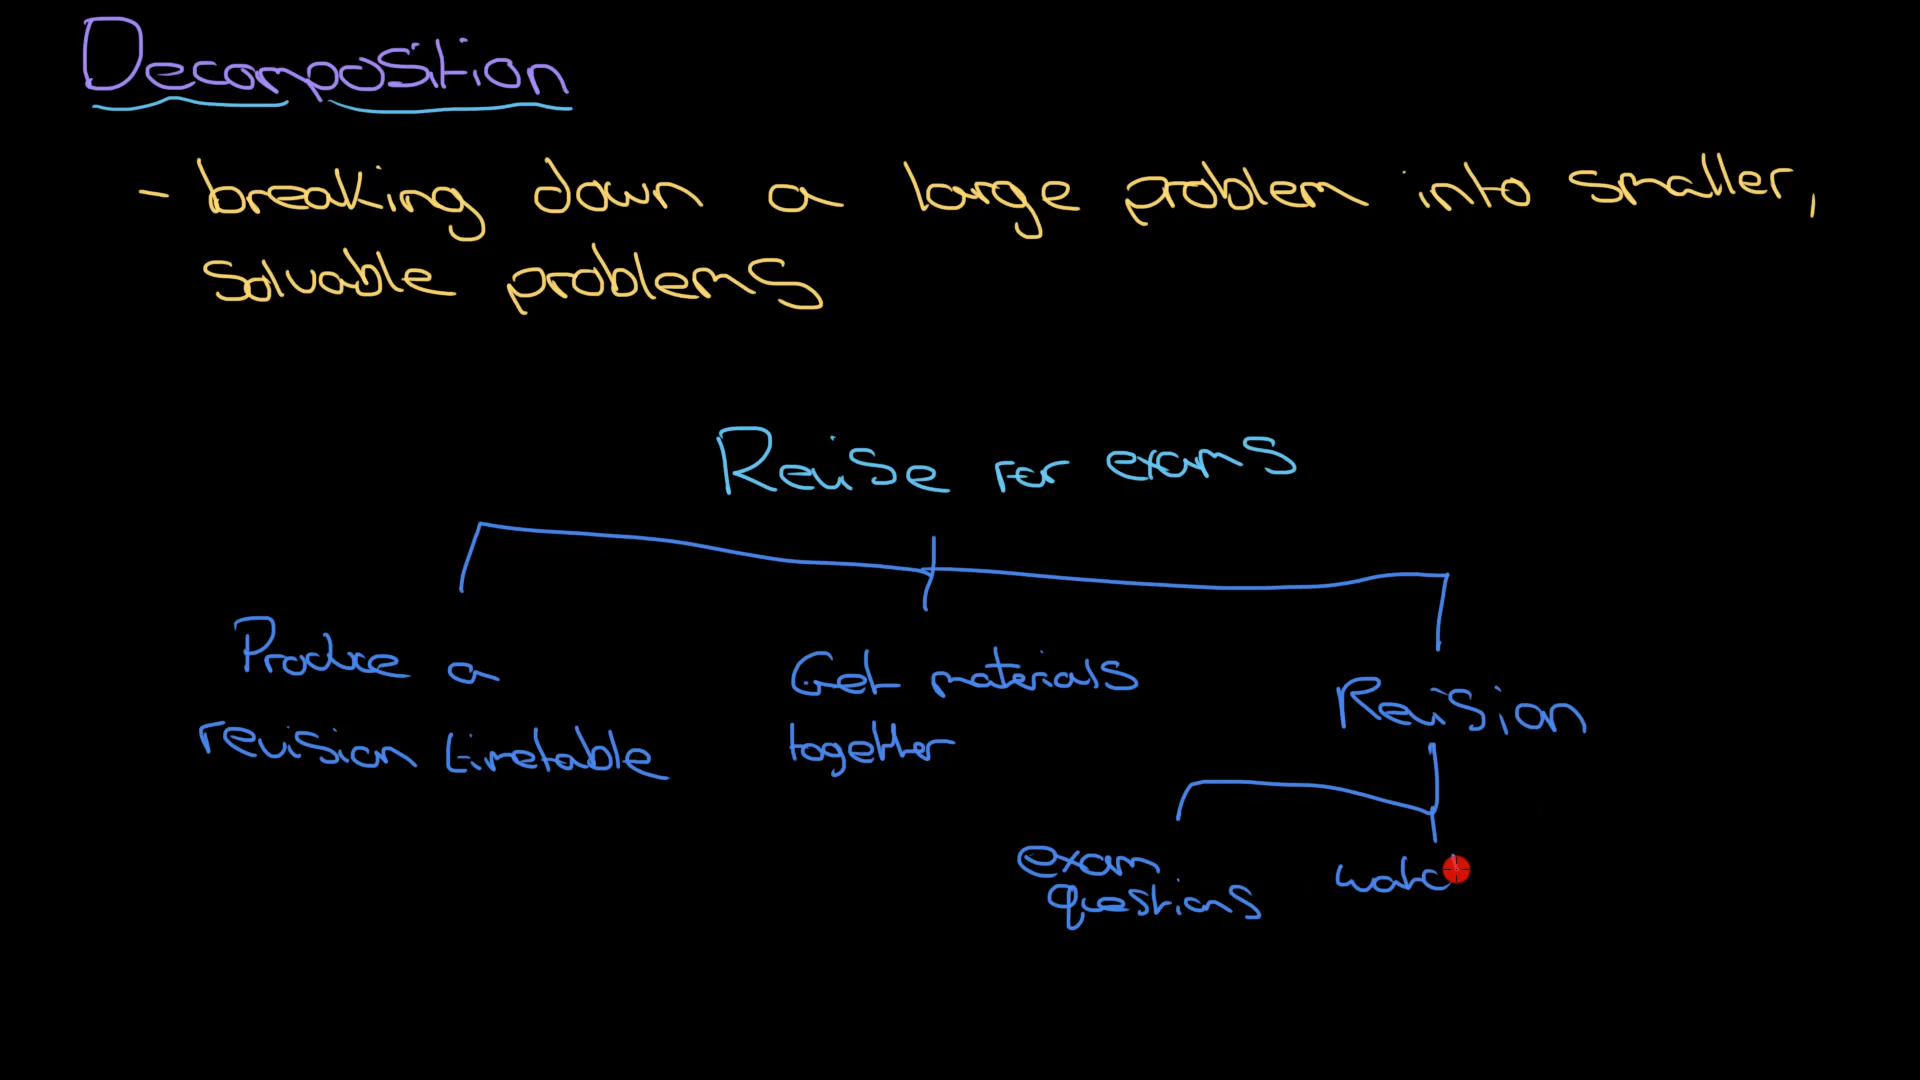 Decomposition
- breaking down a large problem into smaller,
solvable problems
Revise for exams
Produce a
revision timetable
Get materials
together
Revision
exam
questions
watc